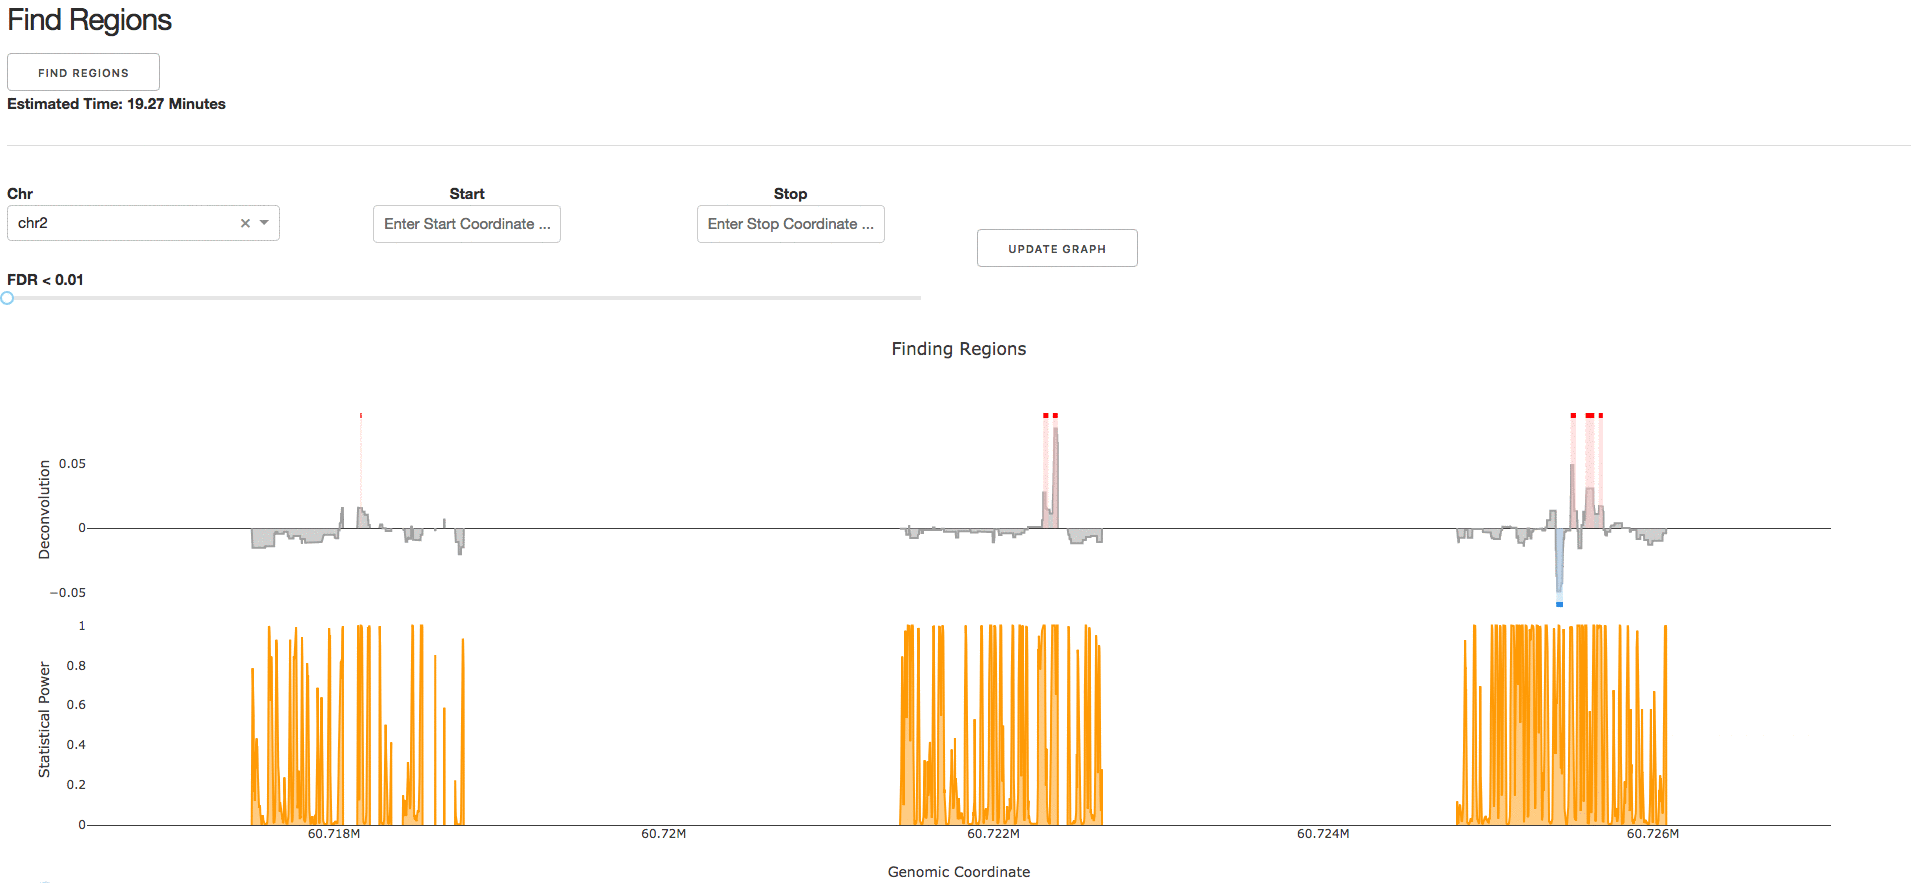 Find Regions
FIND REGIONS
Estimated Time: 19.27 Minutes
Chr
Start
Stop
chr2
Enter Start Coordinate ...
Enter Stop Coordinate ...
UPDATE GRAPH
FDR < 0.01
Finding Regions
Deconvolution
0.05
0
−0.05
Statistical Power
1
0.8
0.6
0.4
0.2
0
60.718M
60.72M
60.722M
60.724M
60.726M
Genomic Coordinate